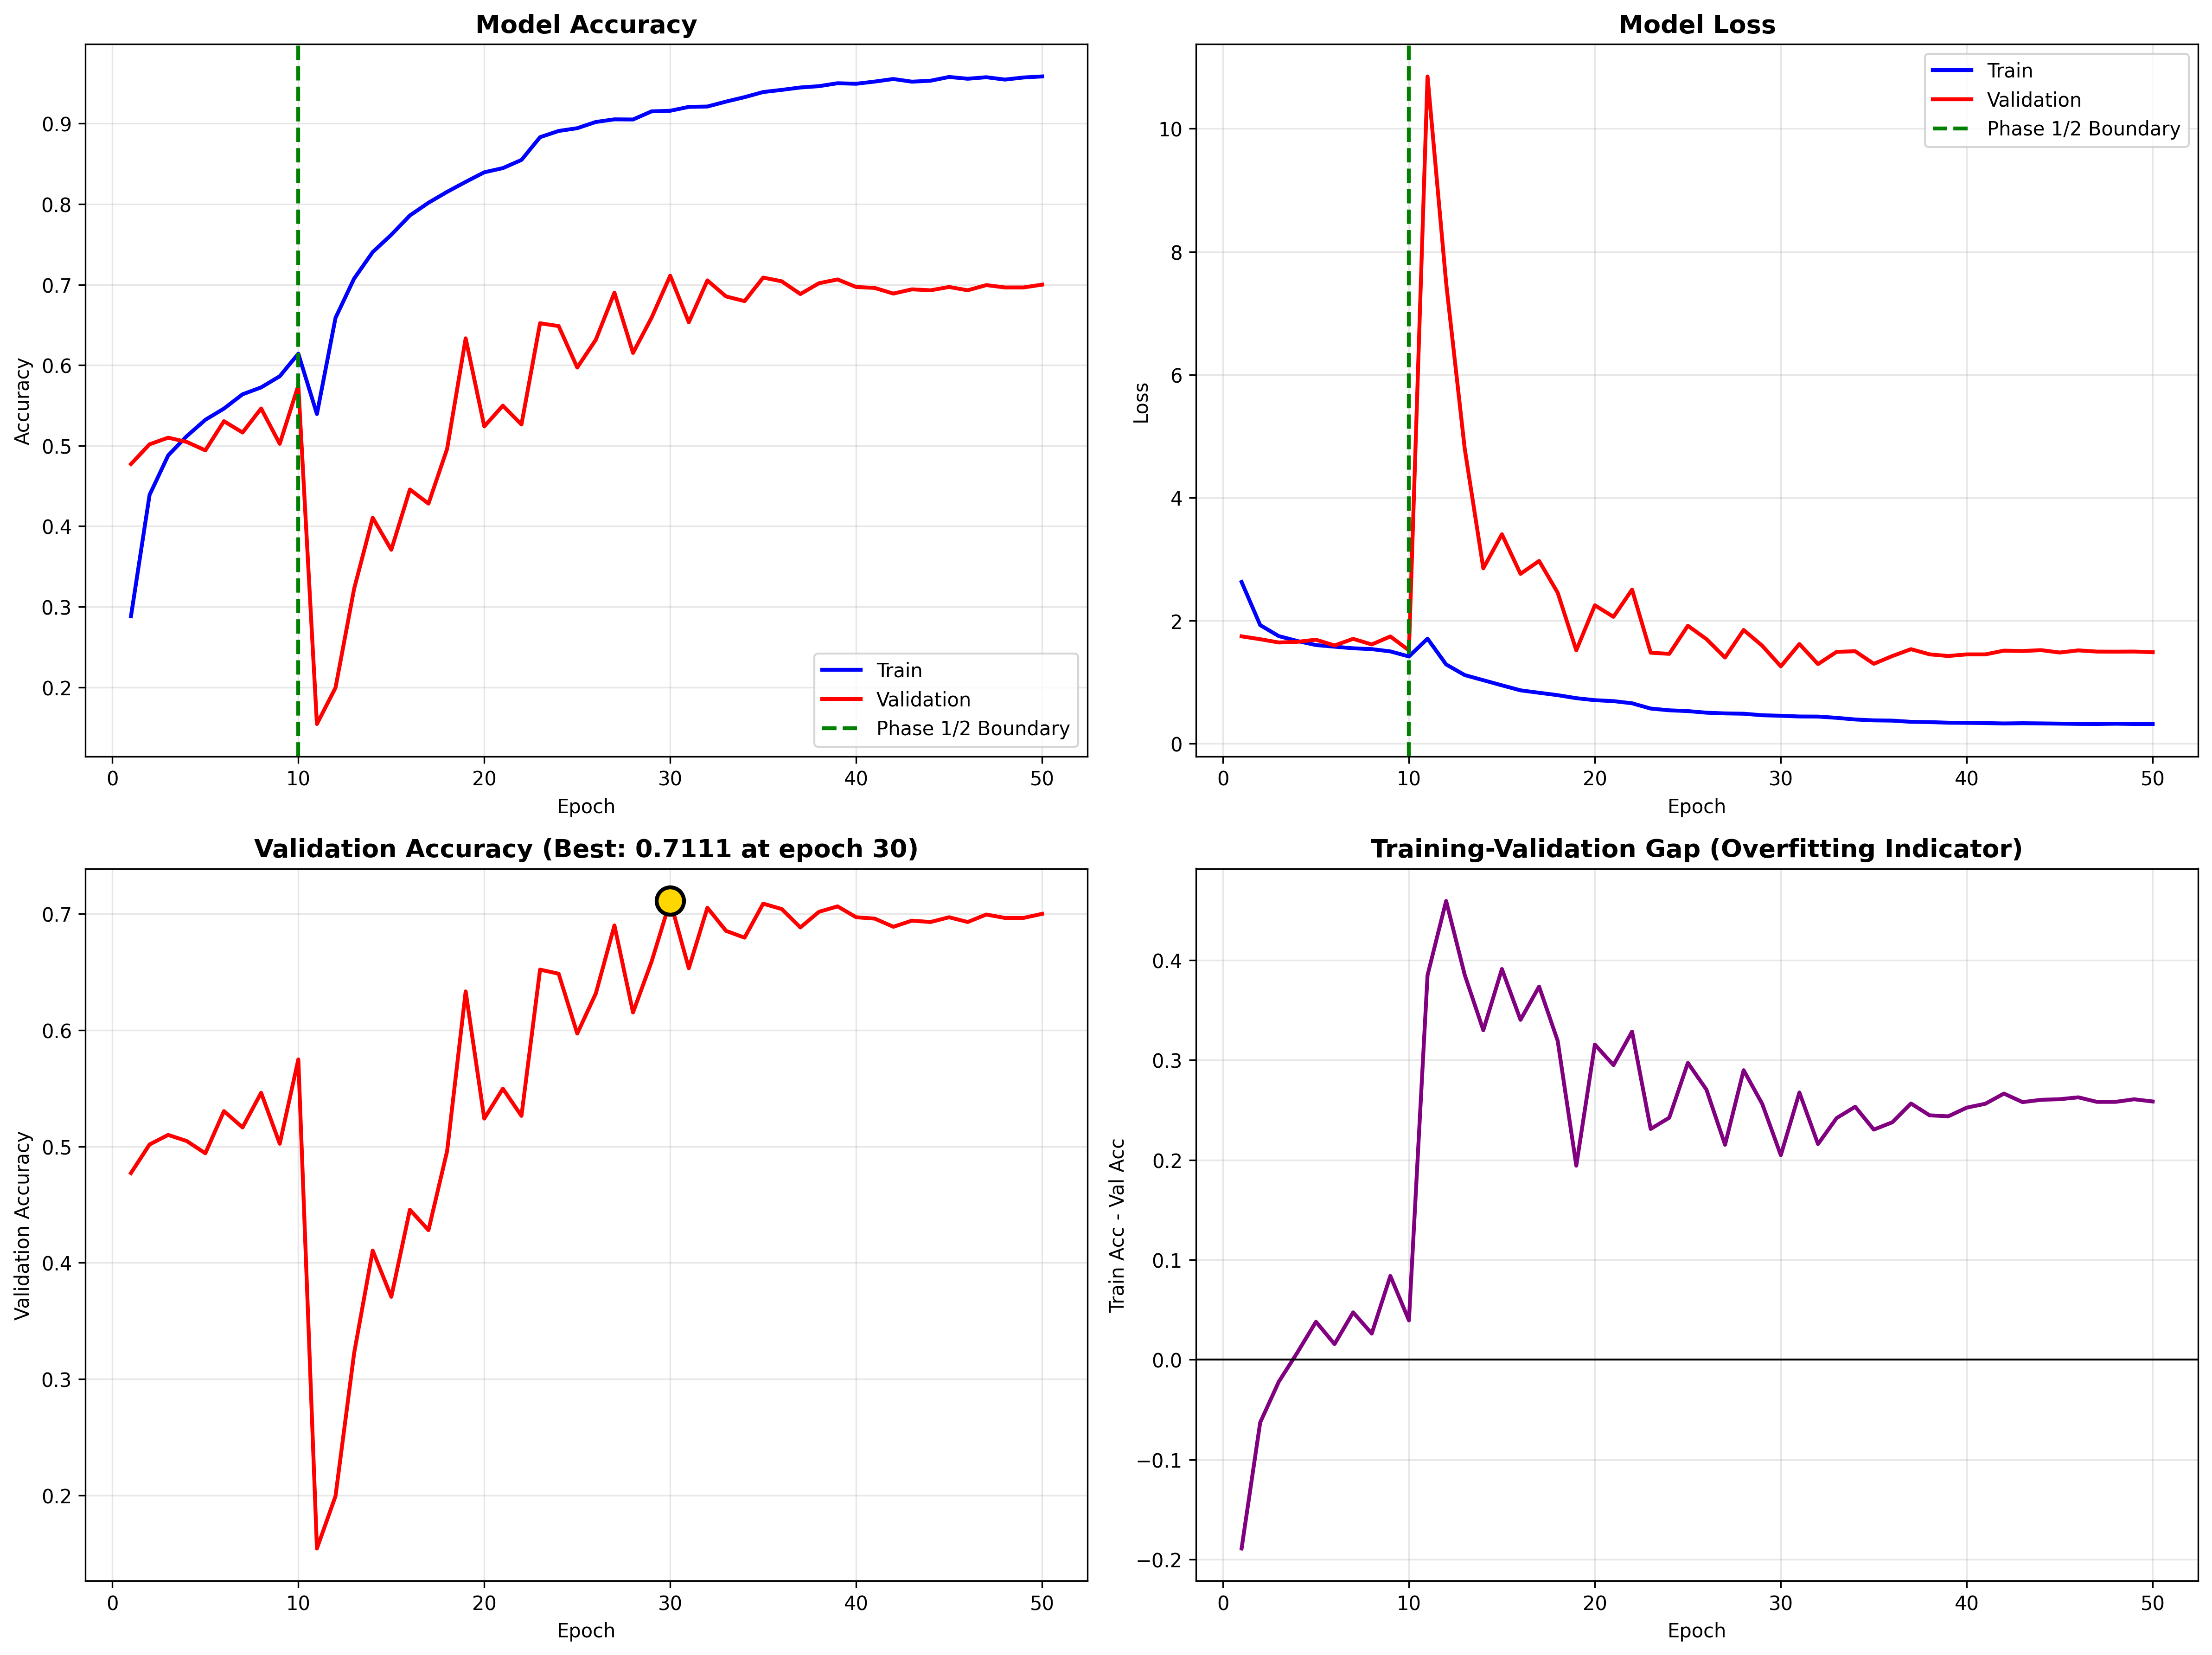 Model Accuracy
Accuracy
0.9
0.8
0.7
0.6
0.5
0.4
0.3
0.2
Train
Validation
Phase 1/2 Boundary
0 10 20 30 40 50
Epoch
Model Loss
Loss
10
8
6
4
2
0
Train
Validation
Phase 1/2 Boundary
0 10 20 30 40 50
Epoch
Validation Accuracy (Best: 0.7111 at epoch 30)
Validation Accuracy
0.7
0.6
0.5
0.4
0.3
0.2
0 10 20 30 40 50
Epoch
Training-Validation Gap (Overfitting Indicator)
Train Acc - Val Acc
0.4
0.3
0.2
0.1
0.0
−0.1
−0.2
0 10 20 30 40 50
Epoch